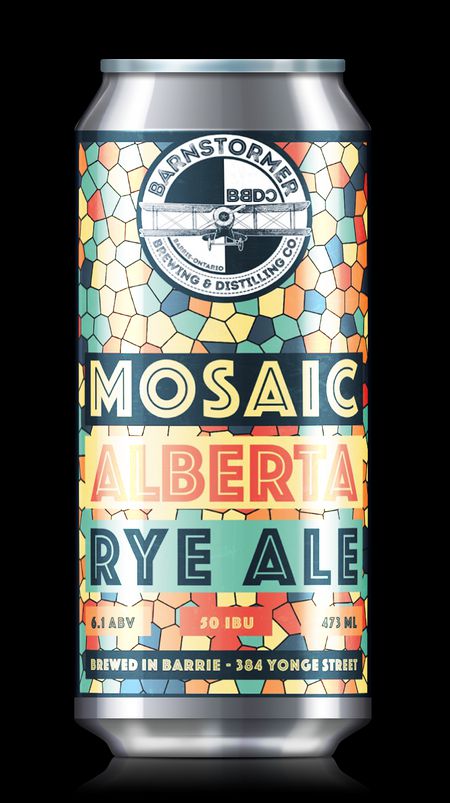 BARNSTORMER
BBDC
BARRIE-ONTARIO
BREWING & DISTILLING CO.
MOSAIC
ALBERTA
RYE ALE
6.1 ABV 50 IBU 473 ML
BREWED IN BARRIE - 384 YONGE STREET